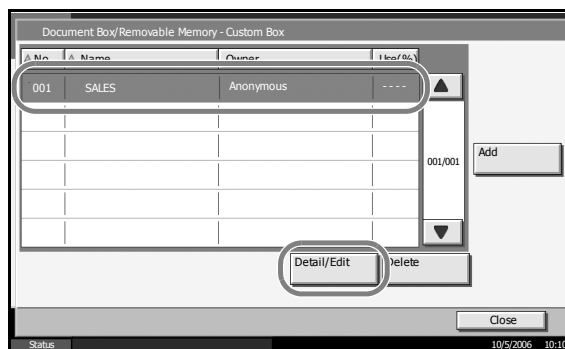 Document Box/Removable Memory - Custom Box
No. Name Owner Use(%)
001 SALES Anonymous ----
001/001
Add
Detail/Edit Delete
Close
Status 10/5/2006 10:10